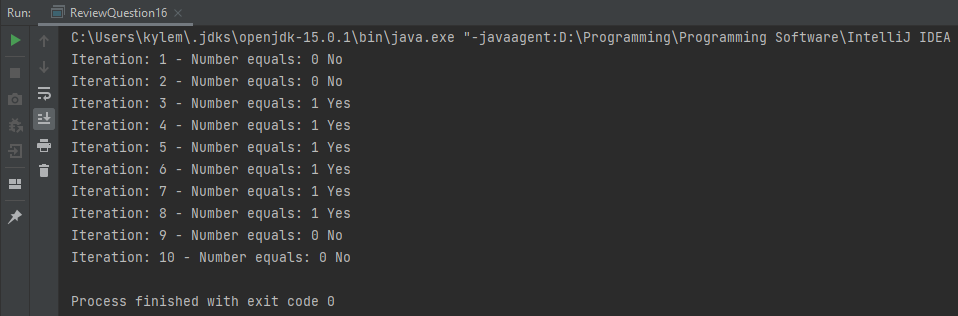 Run: ReviewQuestion16
C:\Users\kylem\.jdks\openjdk-15.0.1\bin\java.exe "-javaagent:D:\Programming\Programming Software\IntelliJ IDEA
Iteration: 1 - Number equals: 0 No
Iteration: 2 - Number equals: 0 No
Iteration: 3 - Number equals: 1 Yes
Iteration: 4 - Number equals: 1 Yes
Iteration: 5 - Number equals: 1 Yes
Iteration: 6 - Number equals: 1 Yes
Iteration: 7 - Number equals: 1 Yes
Iteration: 8 - Number equals: 1 Yes
Iteration: 9 - Number equals: 0 No
Iteration: 10 - Number equals: 0 No
Process finished with exit code 0